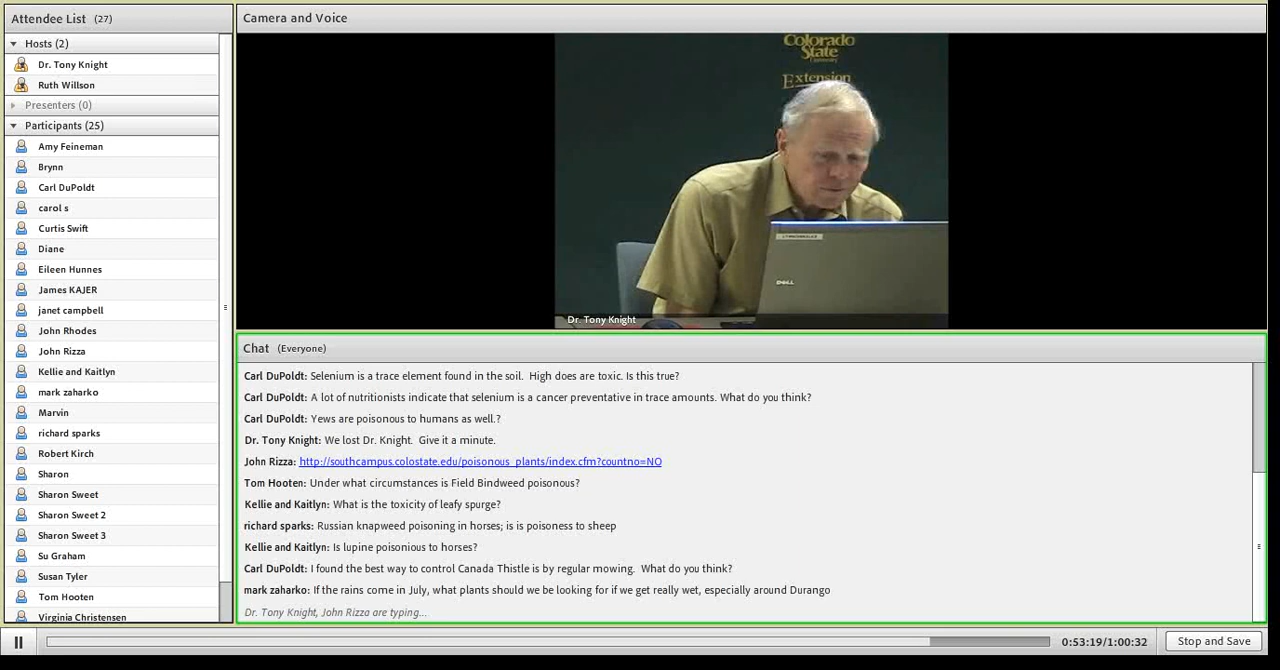 Attendee List (27)
Hosts (2)
Dr. Tony Knight
Ruth Willson
Presenters (0)
Participants (25)
Amy Feineman
Brynn
Carl DuPoldt
carol s
Curtis Swift
Diane
Eileen Hunnes
James KAJER
janet campbell
John Rhodes
John Rizza
Kellie and Kaitlyn
mark zaharko
Marvin
richard sparks
Robert Kirch
Sharon
Sharon Sweet
Sharon Sweet 2
Sharon Sweet 3
Su Graham
Susan Tyler
Tom Hooten
Virginia Christensen
Camera and Voice
Colorado
State
University
Extension
DELL
Dr. Tony Knight
Chat (Everyone)
Carl DuPoldt: Selenium is a trace element found in the soil. High does are toxic. Is this true?
Carl DuPoldt: A lot of nutritionists indicate that selenium is a cancer preventative in trace amounts. What do you think?
Carl DuPoldt: Yews are poisonous to humans as well.?
Dr. Tony Knight: We lost Dr. Knight. Give it a minute.
John Rizza: http://southcampus.colostate.edu/poisonous_plants/index.cfm?countno=NO
Tom Hooten: Under what circumstances is Field Bindweed poisonous?
Kellie and Kaitlyn: What is the toxicity of leafy spurge?
richard sparks: Russian knapweed poisoning in horses; is is poisoness to sheep
Kellie and Kaitlyn: Is lupine poisonious to horses?
Carl DuPoldt: I found the best way to control Canada Thistle is by regular mowing. What do you think?
mark zaharko: If the rains come in July, what plants should we be looking for if we get really wet, especially around Durango
Dr. Tony Knight, John Rizza are typing...
0:53:19/1:00:32
Stop and Save